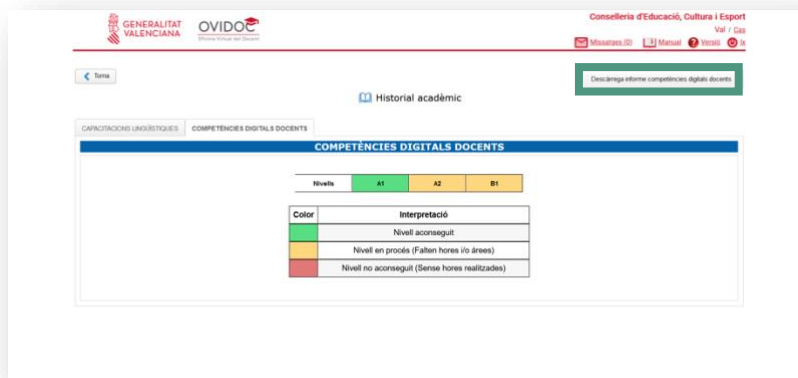 GENERALITAT
VALENCIANA
OVIDOC
Oficina Virtual del Docent
Conselleria d'Educació, Cultura i Esport
Val / Cas
Missatges (0) Manual Versió Ix
Torna
Descàrrega informe competències digitals docents
Historial acadèmic
CAPACITACIONS LINGÜÍSTIQUES COMPETÈNCIES DIGITALS DOCENTS
COMPETÈNCIES DIGITALS DOCENTS
Nivells A1 A2 B1
Color Interpretació
Nivell aconseguit
Nivell en procés (Falten hores i/o àrees)
Nivell no aconseguit (Sense hores realitzades)